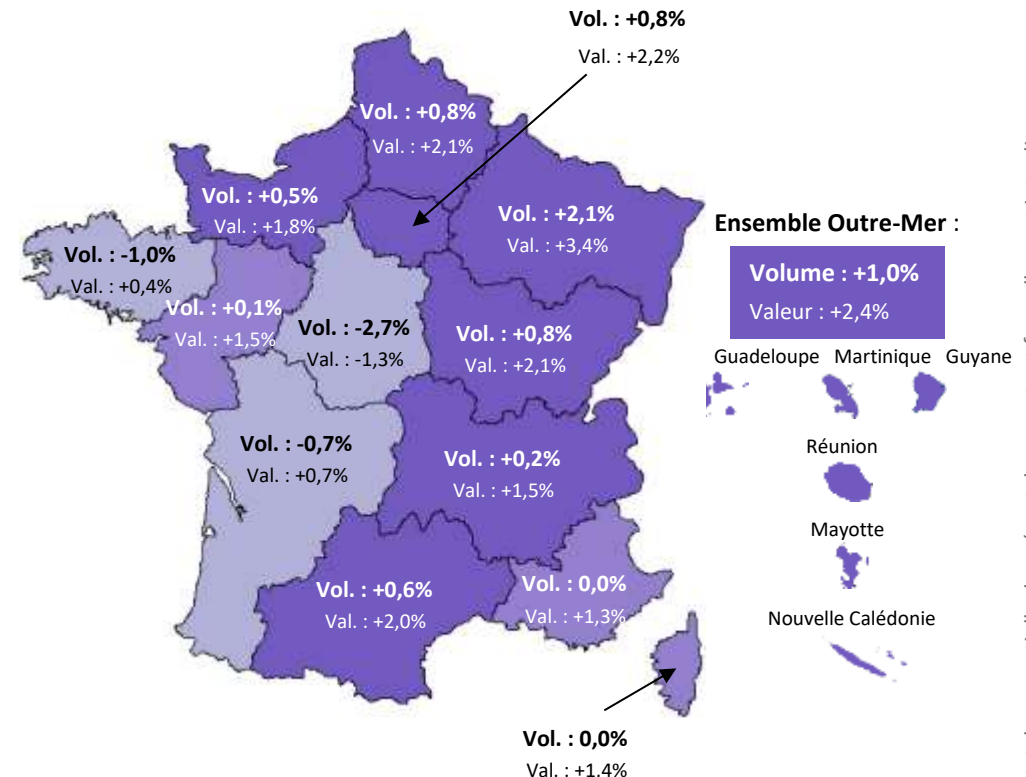 Vol. : +0,8%
Val. : +2,2%
Vol. : +0,8%
Val. : +2,1%
Vol. : +0,5%
Val. : +1,8%
Vol. : +2,1%
Val. : +3,4%
Vol. : -1,0%
Val. : +0,4%
Vol. : +0,1%
Val. : +1,5%
Vol. : -2,7%
Val. : -1,3%
Vol. : +0,8%
Val. : +2,1%
Vol. : -0,7%
Val. : +0,7%
Vol. : +0,2%
Val. : +1,5%
Vol. : +0,6%
Val. : +2,0%
Vol. : 0,0%
Val. : +1,3%
Vol. : 0,0%
Val. : +1,4%
Ensemble Outre-Mer :
Volume : +1,0%
Valeur : +2,4%
Guadeloupe Martinique Guyane
Réunion
Mayotte
Nouvelle Calédonie